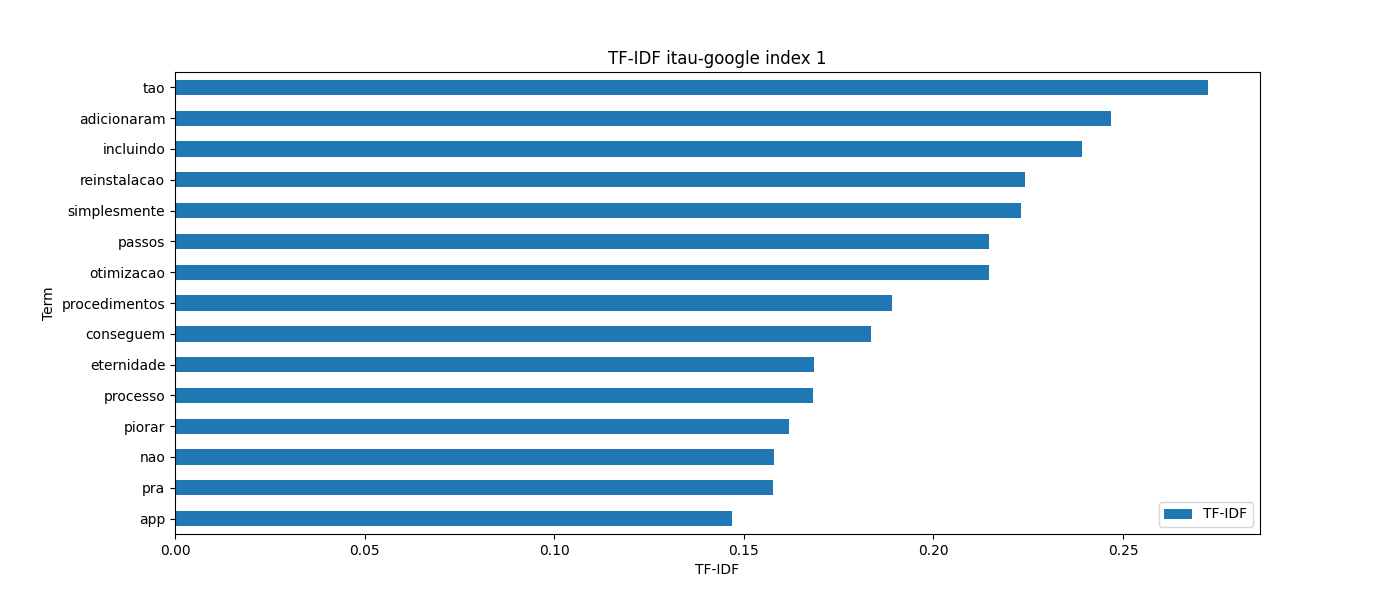 TF-IDF itau-google index 1
tao
adicionaram
incluindo
reinstalacao
simplesmente
passos
otimizacao
procedimentos
conseguem
eternidade
processo
piorar
nao
pra
app
Term
0.00 0.05 0.10 0.15 0.20 0.25
TF-IDF
TF-IDF